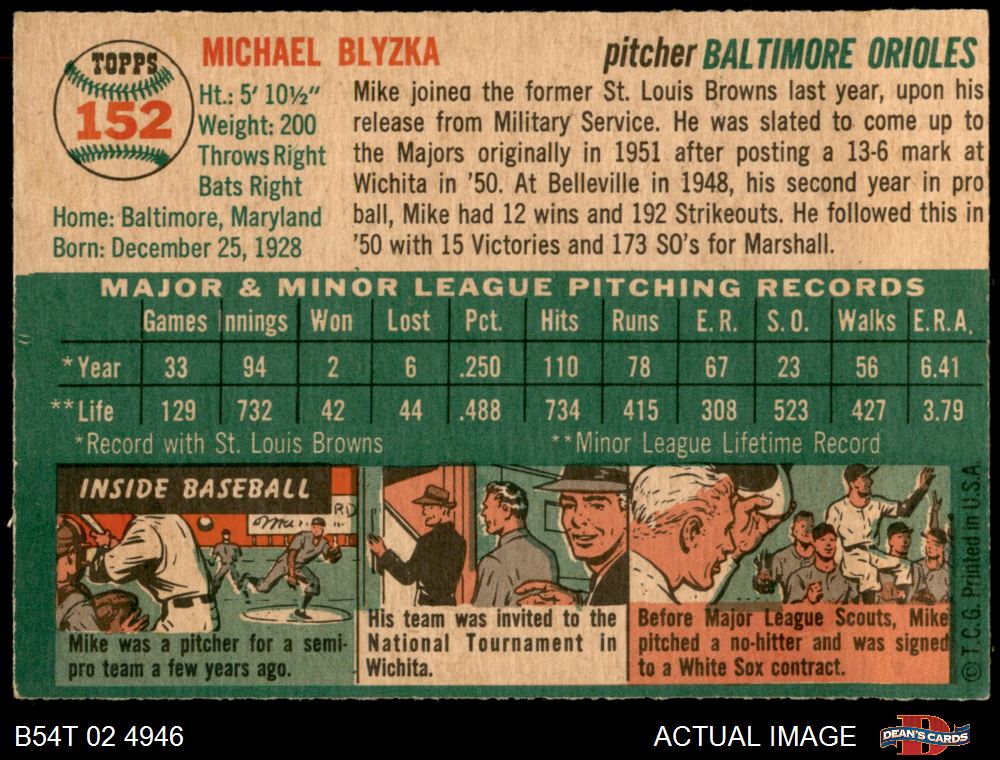 TOPPS
152
MICHAEL BLYZKA
pitcher BALTIMORE ORIOLES
Ht.: 5' 10½"
Weight: 200
Throws Right
Bats Right
Home: Baltimore, Maryland
Born: December 25, 1928
Mike joined the former St. Louis Browns last year, upon his
release from Military Service. He was slated to come up to
the Majors originally in 1951 after posting a 13-6 mark at
Wichita in '50. At Belleville in 1948, his second year in pro
ball, Mike had 12 wins and 192 Strikeouts. He followed this in
'50 with 15 Victories and 173 SO's for Marshall.
MAJOR & MINOR LEAGUE PITCHING RECORDS
Games Innings Won Lost Pct. Hits Runs E. R. S. O. Walks E.R.A.
*Year 33 94 2 6 .250 110 78 67 23 56 6.41
**Life 129 732 42 44 .488 734 415 308 523 427 3.79
*Record with St. Louis Browns **Minor League Lifetime Record
INSIDE BASEBALL
Mike was a pitcher for a semi-
pro team a few years ago.
His team was invited to the
National Tournament in
Wichita.
Before Major League Scouts, Mike
pitched a no-hitter and was signed
to a White Sox contract.
© T.C.G. Printed in U.S.A.
B54T 02 4946
ACTUAL IMAGE
D
DEAN'S CARDS